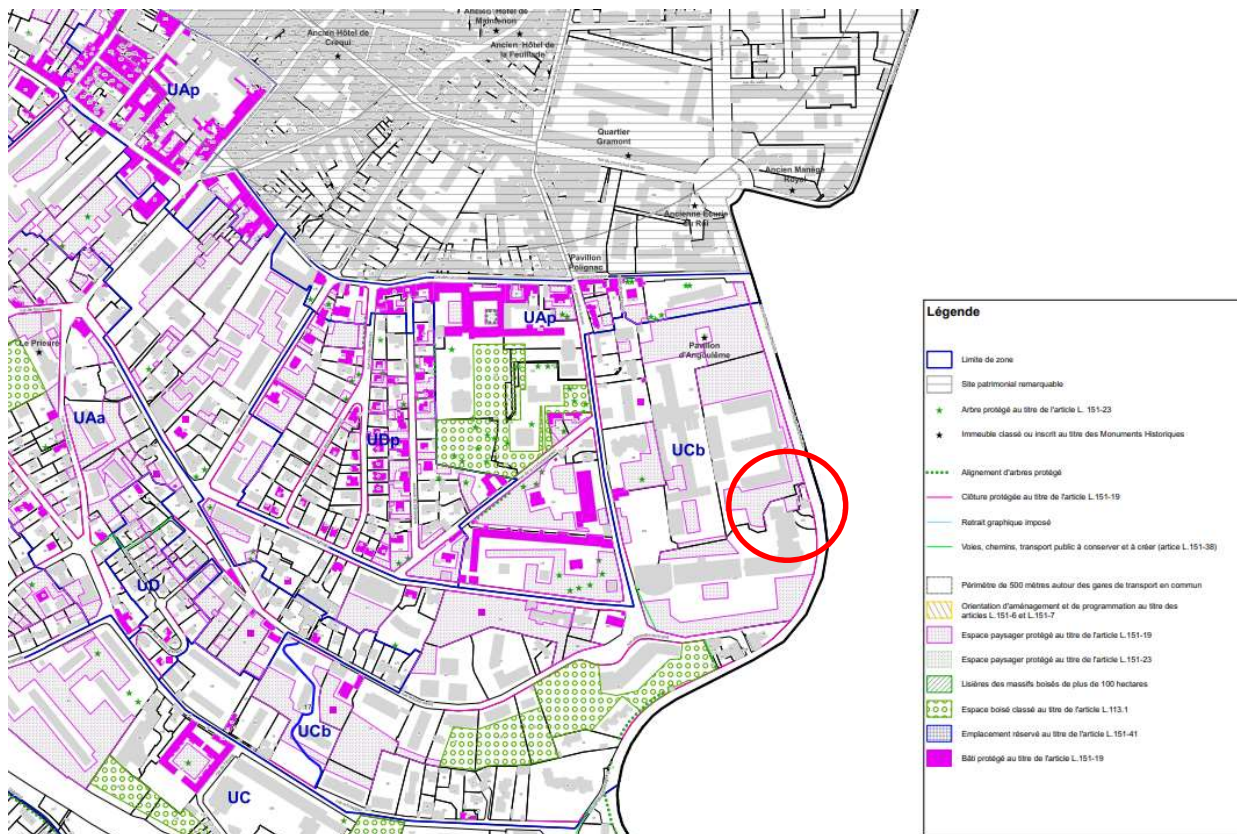 Ancien Hôtel de
Maintenon
Ancien Hôtel de
Créqui
Ancien Hôtel de
la Feuillade
UAp
Quartier
Gramont
Ancien Manège
Royal
Ancienne Ecurie
du Roi
Pavillon
Polignac
UAp
Le Prieuré
Pavillon
d'Angoulême
UAa
UDp
UCb
UD
UCb
UC
Légende
Limite de zone
Site patrimonial remarquable
Arbre protégé au titre de l'article L. 151-23
Immeuble classé ou inscrit au titre des Monuments Historiques
Alignement d'arbres protégé
Clôture protégée au titre de l'article L.151-19
Retrait graphique imposé
Voies, chemins, transport public à conserver et à créer (artice L.151-38)
Périmètre de 500 mètres autour des gares de transport en commun
Orientation d'aménagement et de programmation au titre des
articles L.151-6 et L.151-7
Espace paysager protégé au titre de l'article L.151-19
Espace paysager protégé au titre de l'article L.151-23
Lisières des massifs boisés de plus de 100 hectares
Espace boisé classé au titre de l'article L.113.1
Emplacement réservé au titre de l'article L.151-41
Bâti protégé au titre de l'article L.151-19